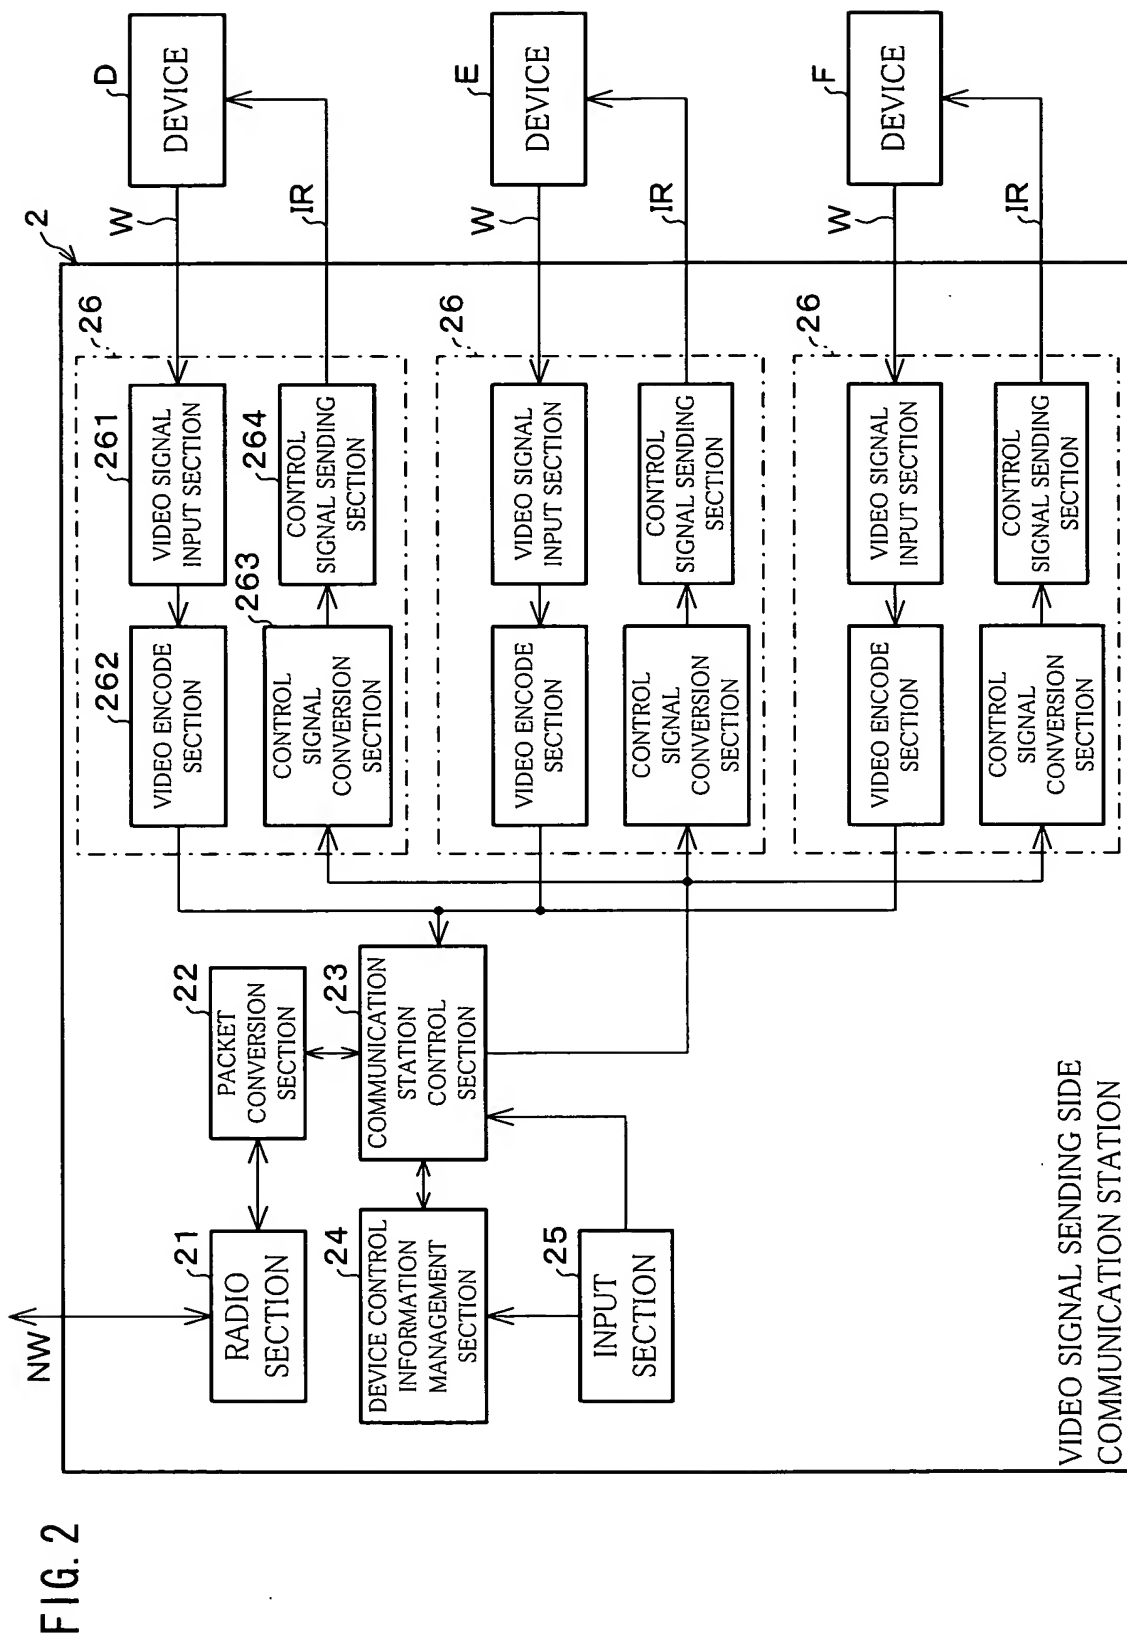 FIG. 2
NW
2
21
RADIO
SECTION
22
PACKET
CONVERSION
SECTION
23
COMMUNICATION
STATION
CONTROL
SECTION
24
DEVICE CONTROL
INFORMATION
MANAGEMENT
SECTION
25
INPUT
SECTION
26
262
VIDEO ENCODE
SECTION
261
VIDEO SIGNAL
INPUT SECTION
263
CONTROL
SIGNAL
CONVERSION
SECTION
264
CONTROL
SIGNAL SENDING
SECTION
W
IR
D
DEVICE
26
VIDEO ENCODE
SECTION
VIDEO SIGNAL
INPUT SECTION
CONTROL
SIGNAL
CONVERSION
SECTION
CONTROL
SIGNAL SENDING
SECTION
W
IR
E
DEVICE
26
VIDEO ENCODE
SECTION
VIDEO SIGNAL
INPUT SECTION
CONTROL
SIGNAL
CONVERSION
SECTION
CONTROL
SIGNAL SENDING
SECTION
W
IR
F
DEVICE
VIDEO SIGNAL SENDING SIDE
COMMUNICATION STATION